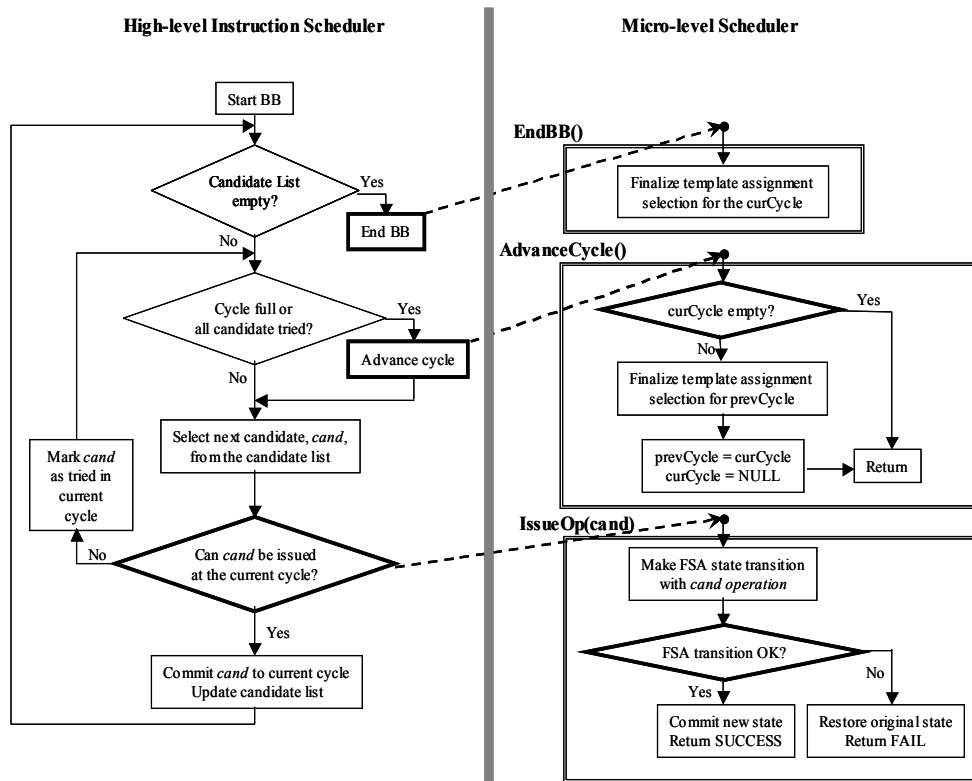 High-level Instruction Scheduler
Start BB
Candidate List
empty?
Yes
End BB
No
Cycle full or
all candidate tried?
Yes
Advance cycle
No
Select next candidate, cand,
from the candidate list
Mark cand
as tried in
current
cycle
No
Can cand be issued
at the current cycle?
Yes
Commit cand to current cycle
Update candidate list
Micro-level Scheduler
EndBB()
Finalize template assignment
selection for the curCycle
AdvanceCycle()
curCycle empty?
Yes
No
Finalize template assignment
selection for prevCycle
prevCycle = curCycle
curCycle = NULL
Return
IssueOp(cand)
Make FSA state transition
with cand operation
FSA transition OK?
Yes
No
Commit new state
Return SUCCESS
Restore original state
Return FAIL